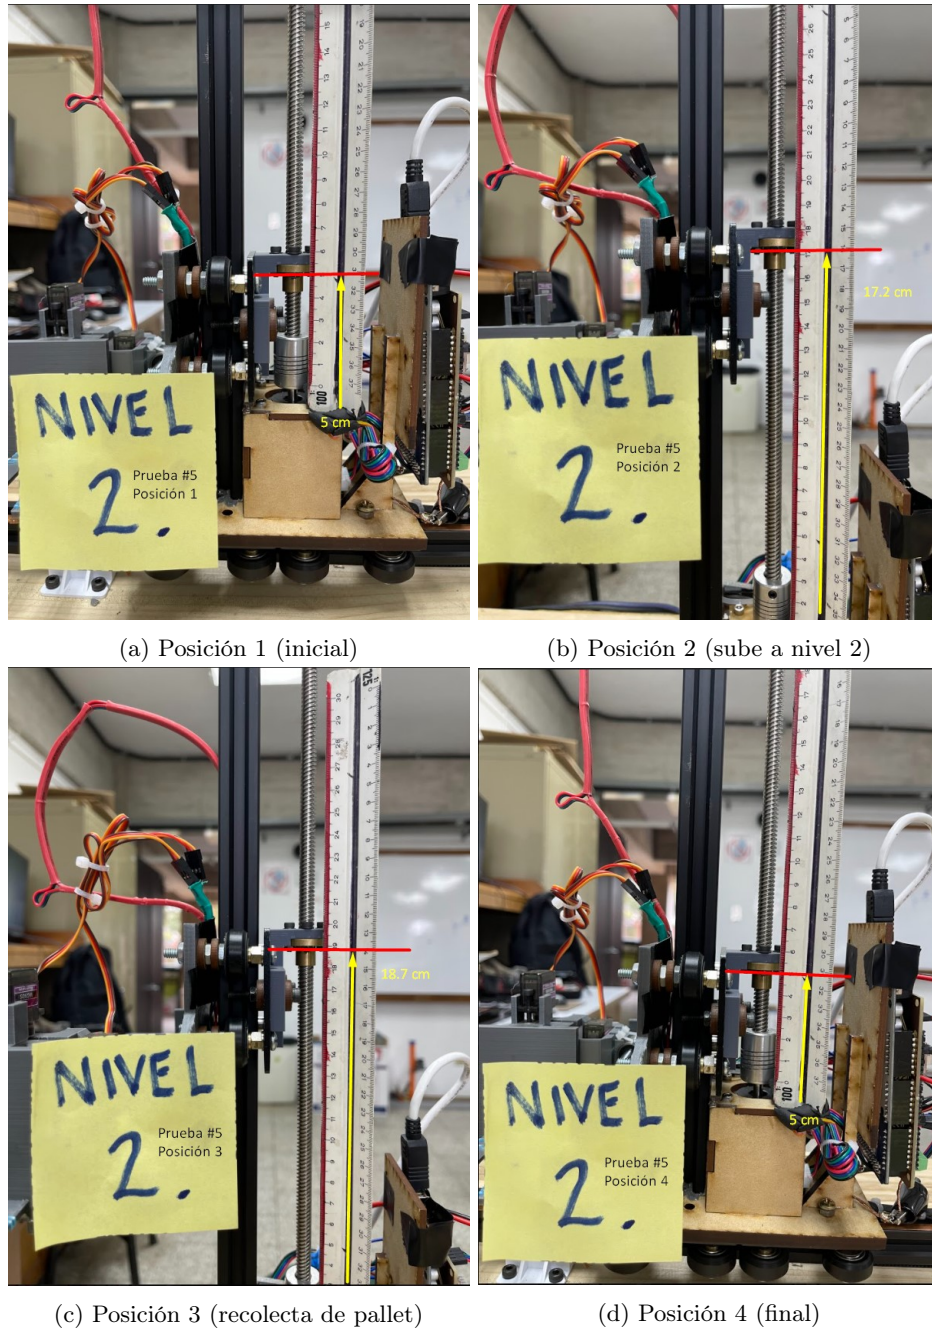 NIVEL
2.
Prueba #5
Posición 1
5 cm
100
(a) Posición 1 (inicial)
NIVEL
2.
Prueba #5
Posición 2
17.2 cm
(b) Posición 2 (sube a nivel 2)
NIVEL
2.
Prueba #5
Posición 3
18.7 cm
(c) Posición 3 (recolecta de pallet)
NIVEL
2.
Prueba #5
Posición 4
5 cm
100
(d) Posición 4 (final)